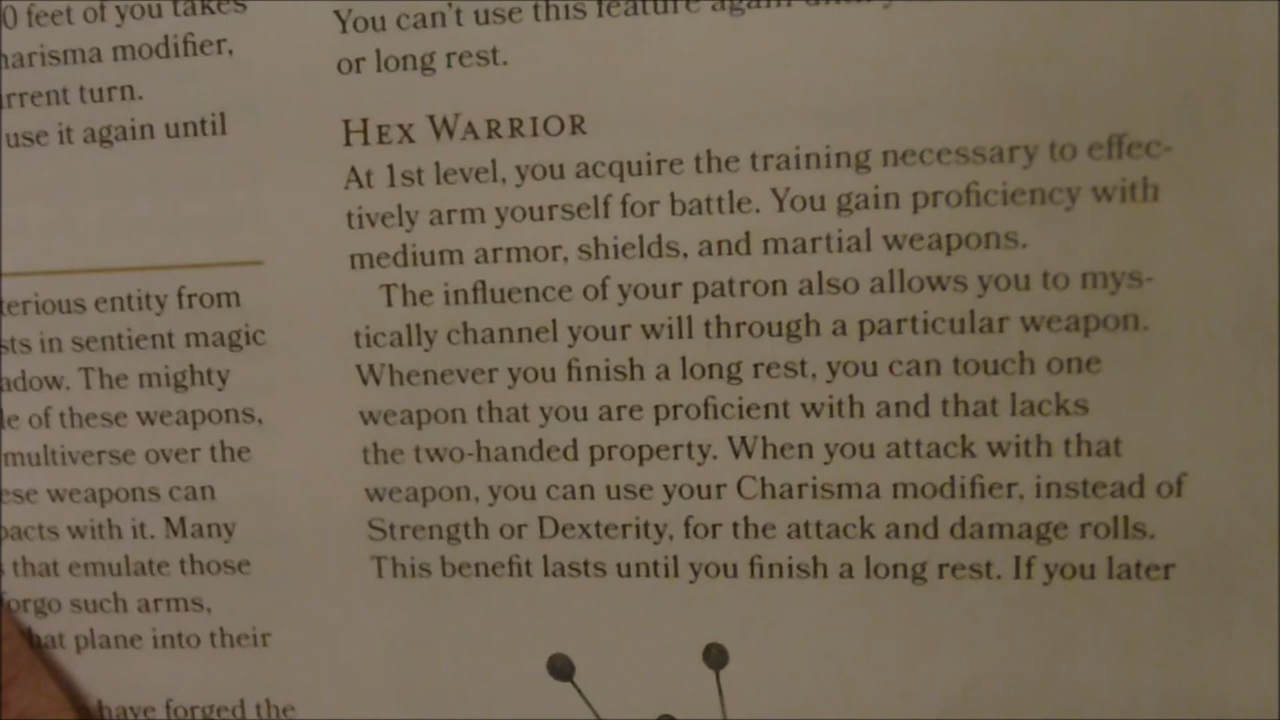 0 feet of you takes
harisma modifier,
rrent turn.
use it again until
terious entity from
sts in sentient magic
adow. The mighty
le of these weapons,
multiverse over the
ese weapons can
pacts with it. Many
that emulate those
forgo such arms,
hat plane into their
have forged the
You can't use this feature again
or long rest.
HEX WARRIOR
At 1st level, you acquire the training necessary to effec-
tively arm yourself for battle. You gain proficiency with
medium armor, shields, and martial weapons.
The influence of your patron also allows you to mys-
tically channel your will through a particular weapon.
Whenever you finish a long rest, you can touch one
weapon that you are proficient with and that lacks
the two-handed property. When you attack with that
weapon, you can use your Charisma modifier, instead of
Strength or Dexterity, for the attack and damage rolls.
This benefit lasts until you finish a long rest. If you later